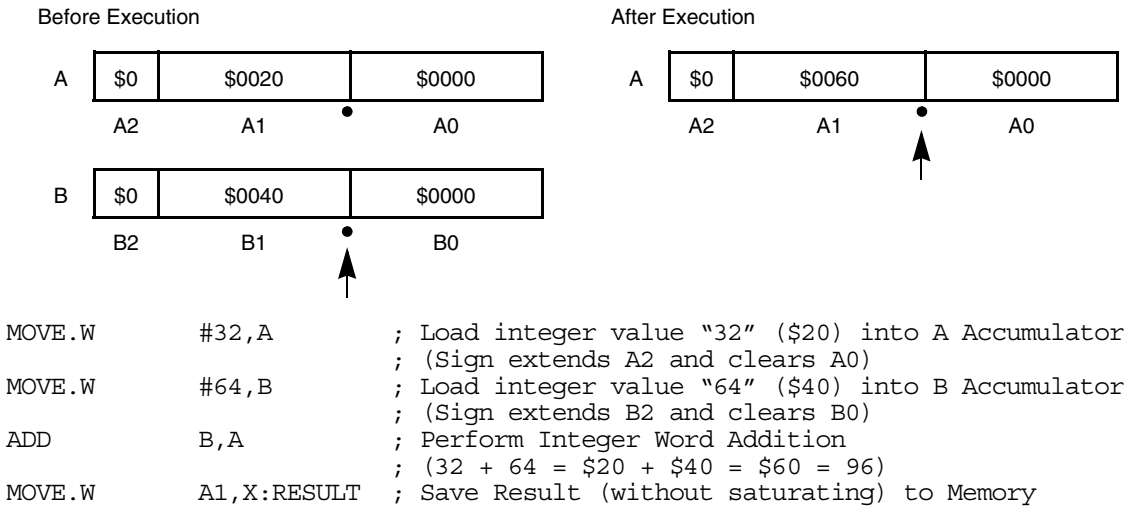 Before Execution After Execution
A $0 $0020 $0000 A $0 $0060 $0000
A2 A1 A0 A2 A1 A0
B $0 $0040 $0000
B2 B1 B0
MOVE.W #32,A ; Load integer value “32” ($20) into A Accumulator
; (Sign extends A2 and clears A0)
MOVE.W #64,B ; Load integer value “64” ($40) into B Accumulator
; (Sign extends B2 and clears B0)
ADD B,A ; Perform Integer Word Addition
; (32 + 64 = $20 + $40 = $60 = 96)
MOVE.W A1,X:RESULT ; Save Result (without saturating) to Memory